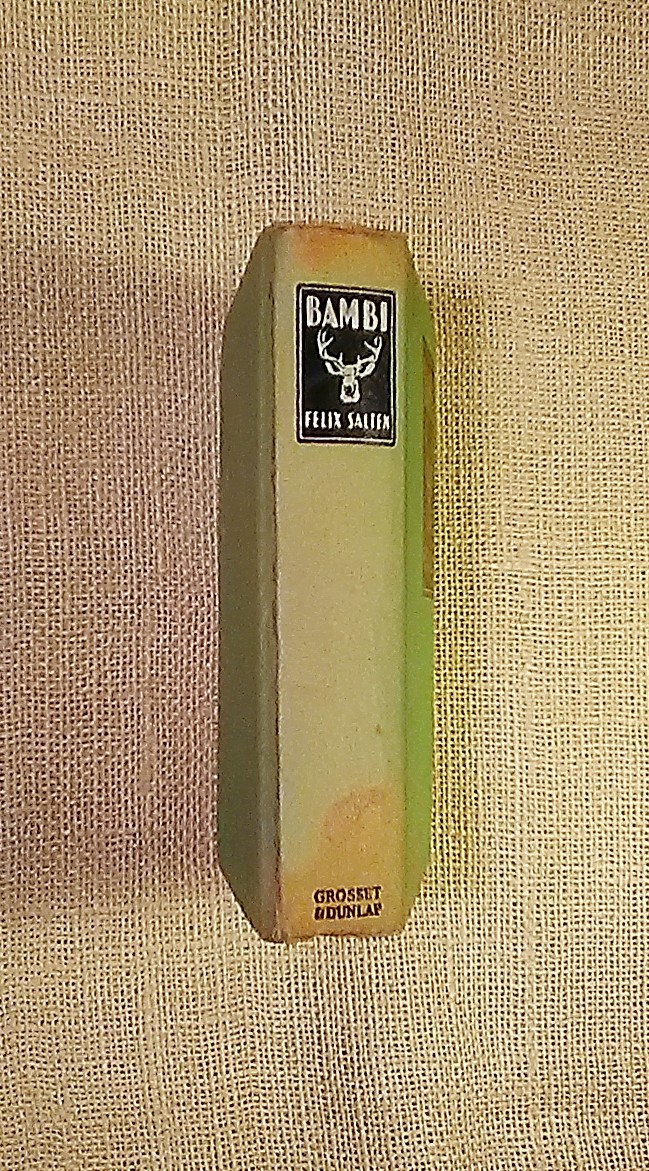 BAMBI
FELIX SALTEN
GROSSET
& DUNLAP